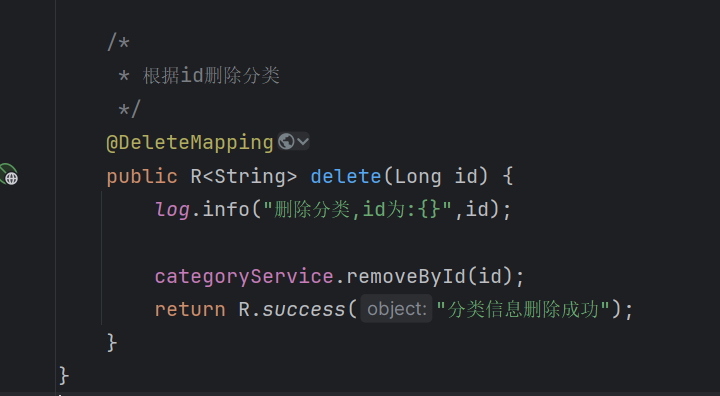 /*
 * 根据id删除分类
 */
@DeleteMapping
public R<String> delete(Long id) {
log.info("删除分类,id为:{}",id);
categoryService.removeById(id);
return R.success( object: "分类信息删除成功");
}
}